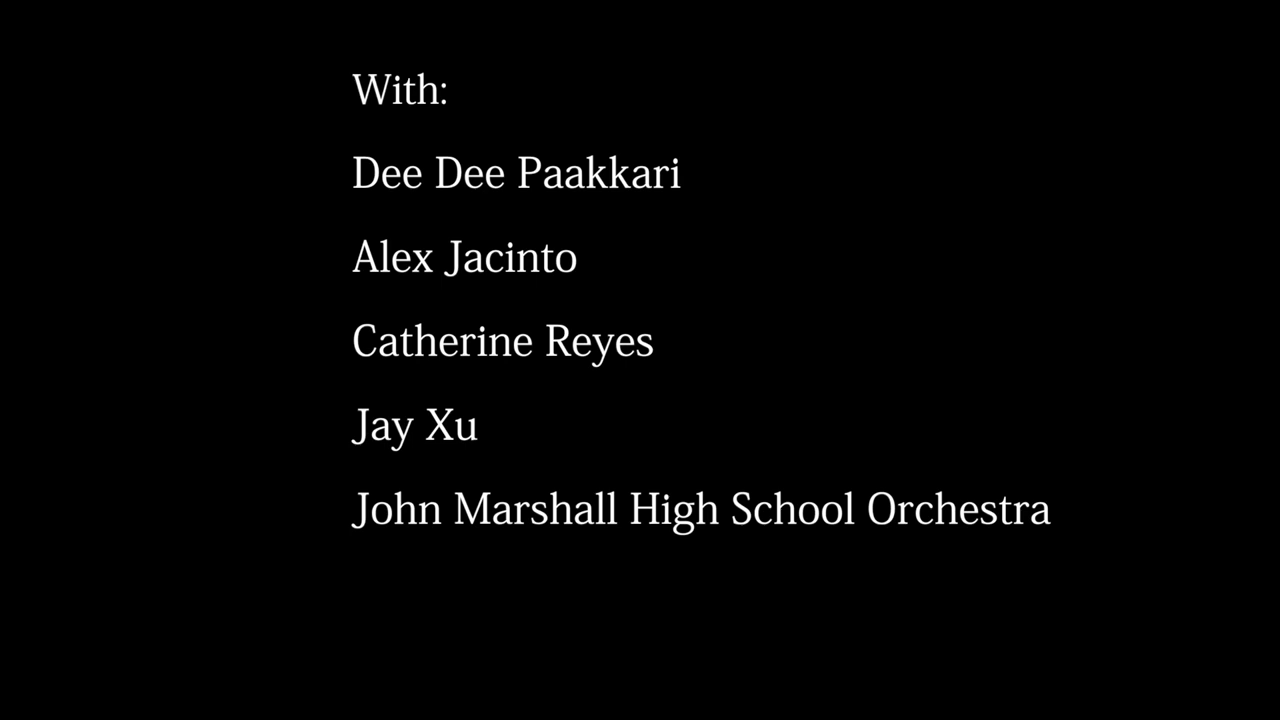 With:
Dee Dee Paakkari
Alex Jacinto
Catherine Reyes
Jay Xu
John Marshall High School Orchestra